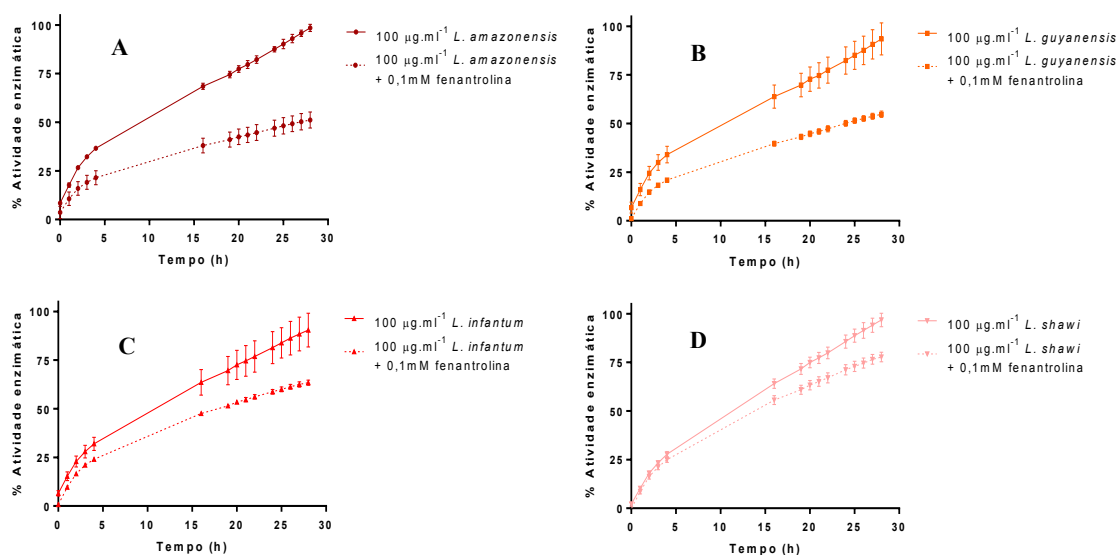 A
% Atividade enzimática
100
75
50
25
0
0 5 10 15 20 25 30
Tempo (h)
100 µg.ml⁻¹ L. amazonensis
100 µg.ml⁻¹ L. amazonensis
+ 0,1mM fenantrolina
B
% Atividade enzimática
100
75
50
25
0
0 5 10 15 20 25 30
Tempo (h)
100 µg.ml⁻¹ L. guyanensis
100 µg.ml⁻¹ L. guyanensis
+ 0,1mM fenantrolina
C
% Atividade enzimática
100
75
50
25
0
0 5 10 15 20 25 30
Tempo (h)
100 µg.ml⁻¹ L. infantum
100 µg.ml⁻¹ L. infantum
+ 0,1mM fenantrolina
D
% Atividade enzimática
100
75
50
25
0
0 5 10 15 20 25 30
Tempo (h)
100 µg.ml⁻¹ L. shawi
100 µg.ml⁻¹ L. shawi
+ 0,1mM fenantrolina